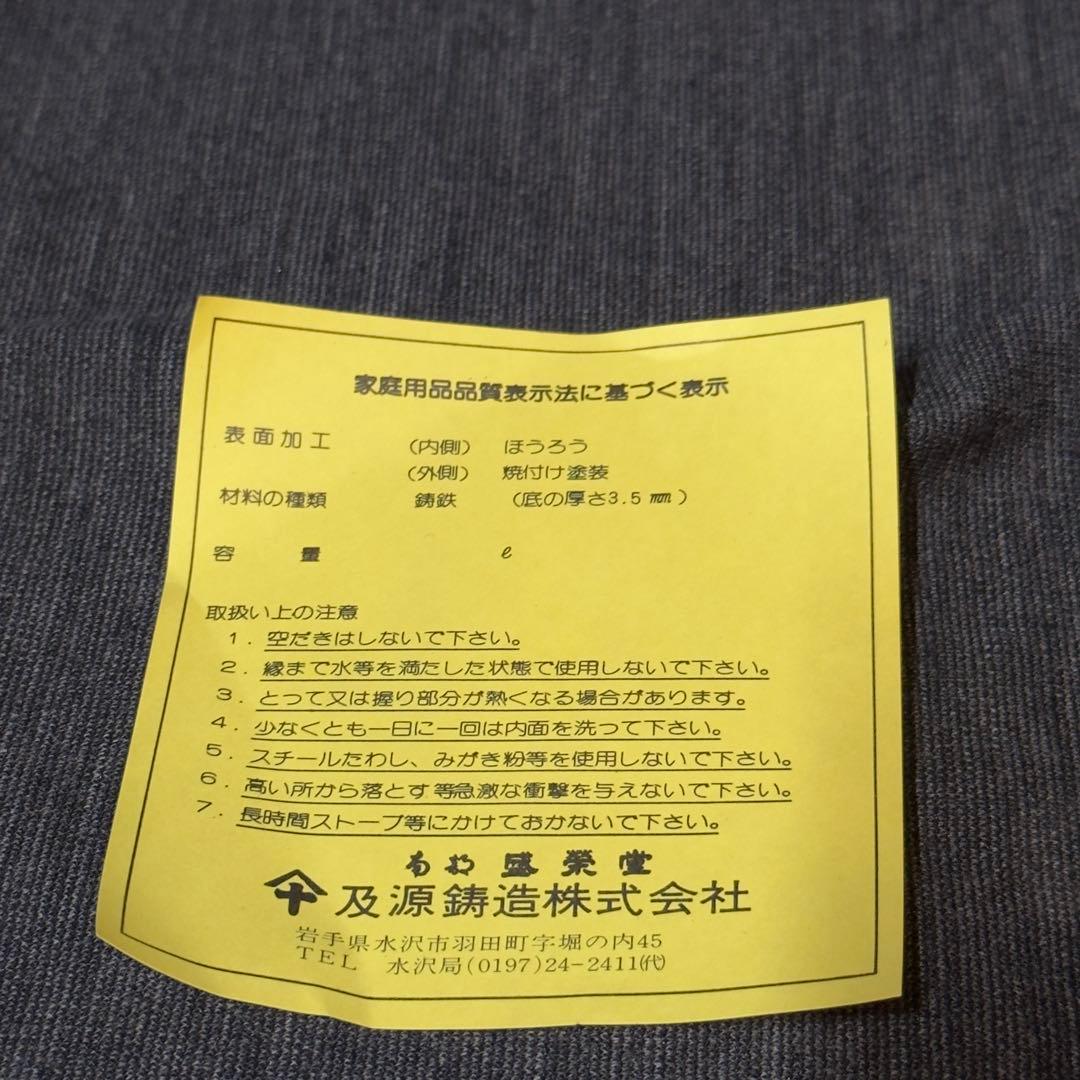 家庭用品品質表示法に基づく表示
表面加工 (内側) ほうろう
(外側) 焼付け塗装
材料の種類 鋳鉄 (底の厚さ3.5㎜)
容量 ℓ
取扱い上の注意
1. 空だきはしないで下さい。
2. 縁まで水等を満たした状態で使用しないで下さい。
3. とって又は握り部分が熱くなる場合があります。
4. 少なくとも一日に一回は内面を洗って下さい。
5. スチールたわし、みがき粉等を使用しないで下さい。
6. 高い所から落とす等急激な衝撃を与えないで下さい。
7. 長時間ストーブ等にかけておかないで下さい。
南部盛榮堂
及源鋳造株式会社
岩手県水沢市羽田町字堀の内45
TEL 水沢局(0197)24-2411㈹